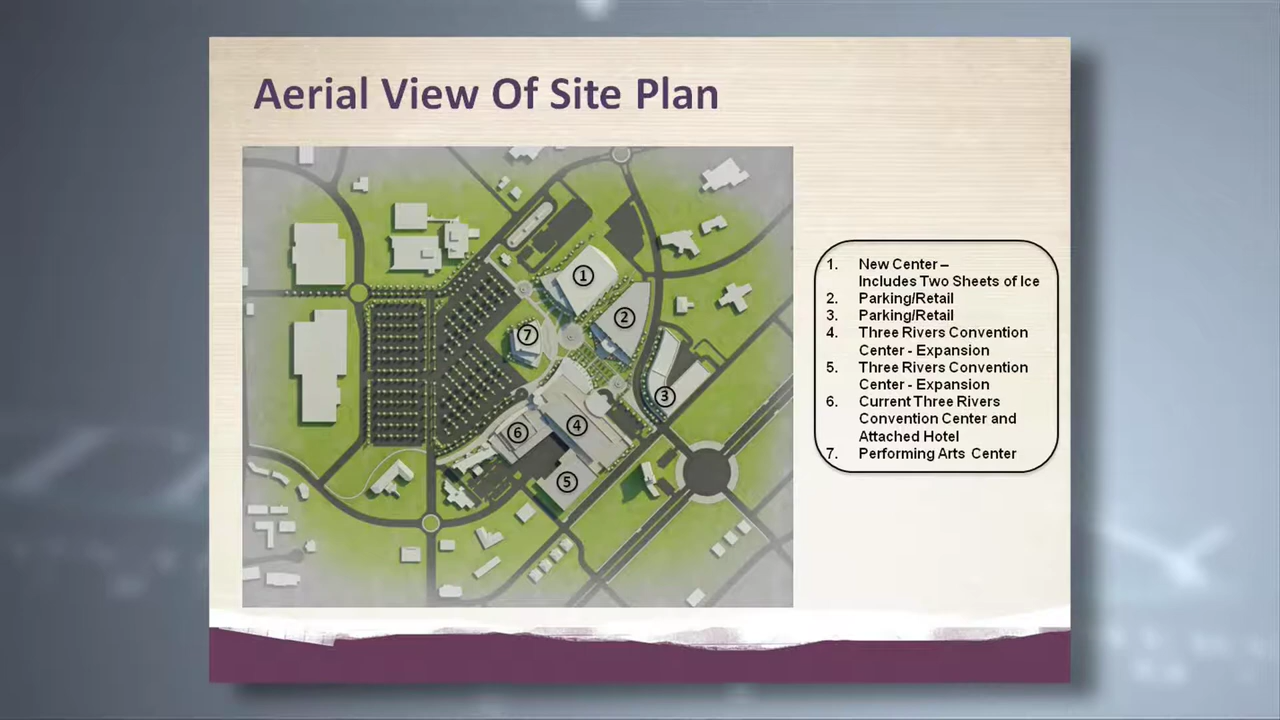 Aerial View Of Site Plan
1
2
7
3
4
6
5
1. New Center –
Includes Two Sheets of Ice
2. Parking/Retail
3. Parking/Retail
4. Three Rivers Convention
Center - Expansion
5. Three Rivers Convention
Center - Expansion
6. Current Three Rivers
Convention Center and
Attached Hotel
7. Performing Arts Center